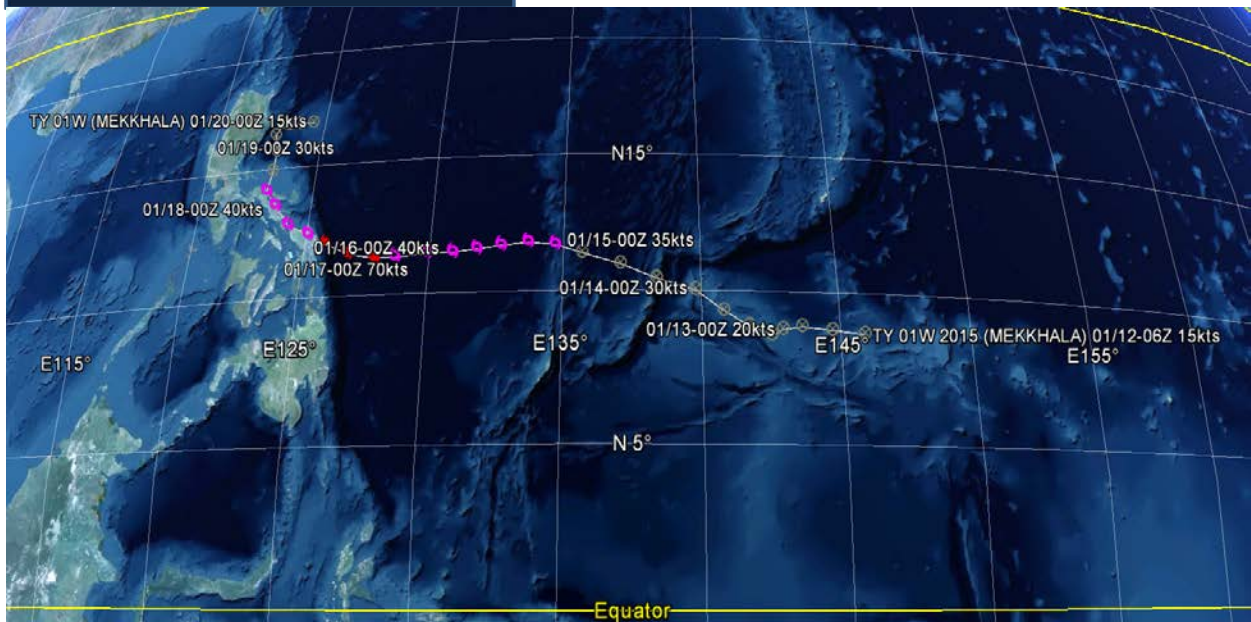 TY 01W (MEKKHALA) 01/20-00Z 15kts
01/19-00Z 30kts
N15°
01/18-00Z 40kts
01/16-00Z 40kts
01/15-00Z 35kts
01/17-00Z 70kts
01/14-00Z 30kts
01/13-00Z 20kts
TY 01W 2015 (MEKKHALA) 01/12-06Z 15kts
E115°
E125°
E135°
E145°
E155°
N 5°
Equator